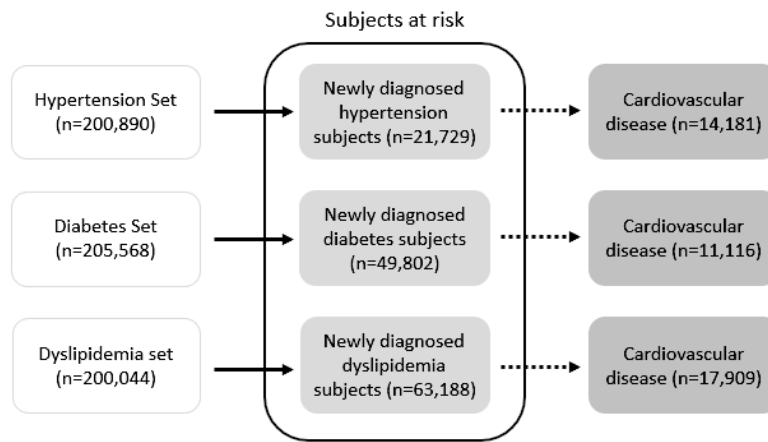 Subjects at risk
Hypertension Set
(n=200,890)
Newly diagnosed
hypertension
subjects (n=21,729)
Cardiovascular
disease (n=14,181)
Diabetes Set
(n=205,568)
Newly diagnosed
diabetes subjects
(n=49,802)
Cardiovascular
disease (n=11,116)
Dyslipidemia set
(n=200,044)
Newly diagnosed
dyslipidemia
subjects (n=63,188)
Cardiovascular
disease (n=17,909)